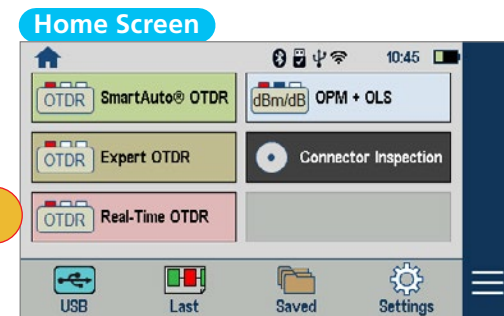 Home Screen
10:45
OTDR SmartAuto® OTDR
dBm/dB OPM + OLS
OTDR Expert OTDR
Connector Inspection
OTDR Real-Time OTDR
USB
Last
Saved
Settings